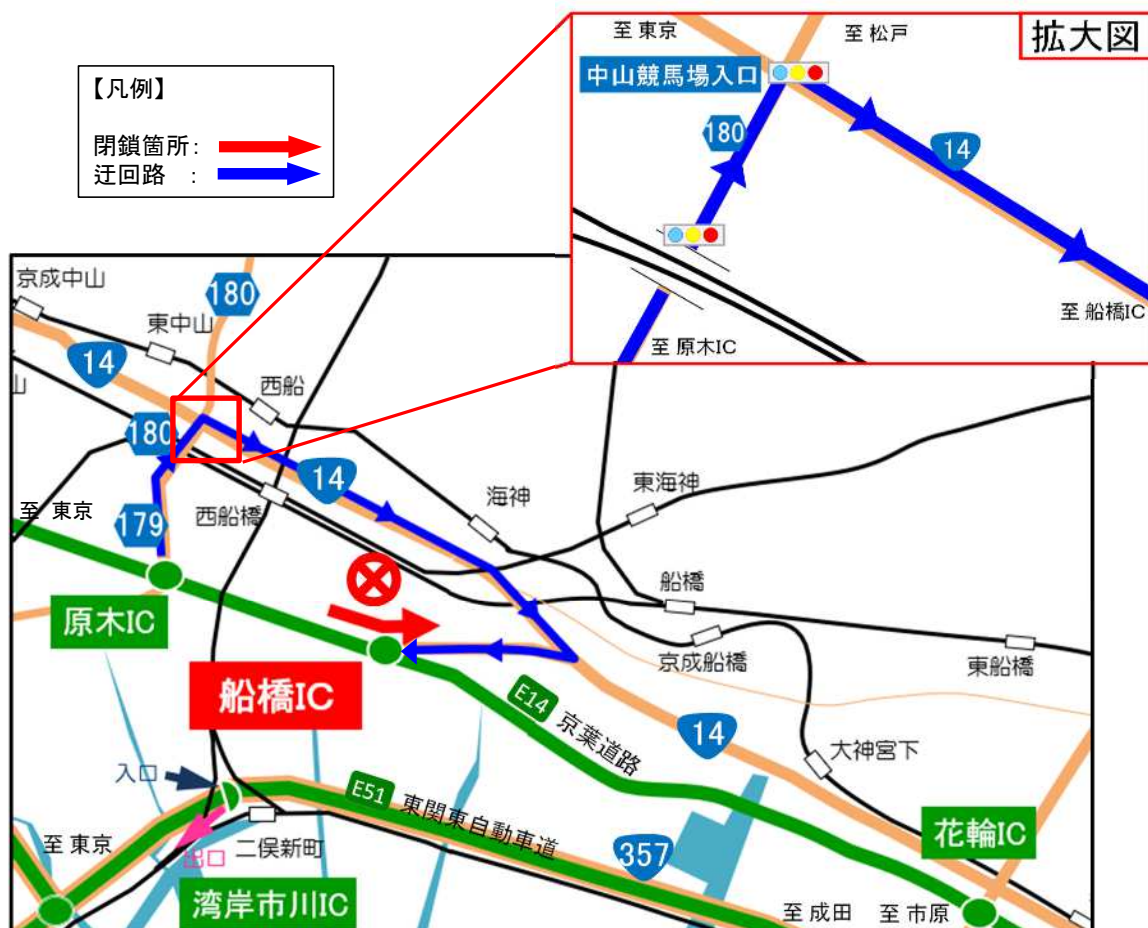 【凡例】
閉鎖箇所：
迂回路　：
拡大図
至 東京
至 松戸
中山競馬場入口
180
14
至 船橋IC
至 原木IC
京成中山
180
東中山
14
西船
山
180
14
海神
東海神
至 東京
179
西船橋
原木IC
船橋
京成船橋
東船橋
船橋IC
E14
京葉道路
14
大神宮下
入口
E51
東関東自動車道
至 東京
出口
二俣新町
357
花輪IC
湾岸市川IC
至 成田
至 市原